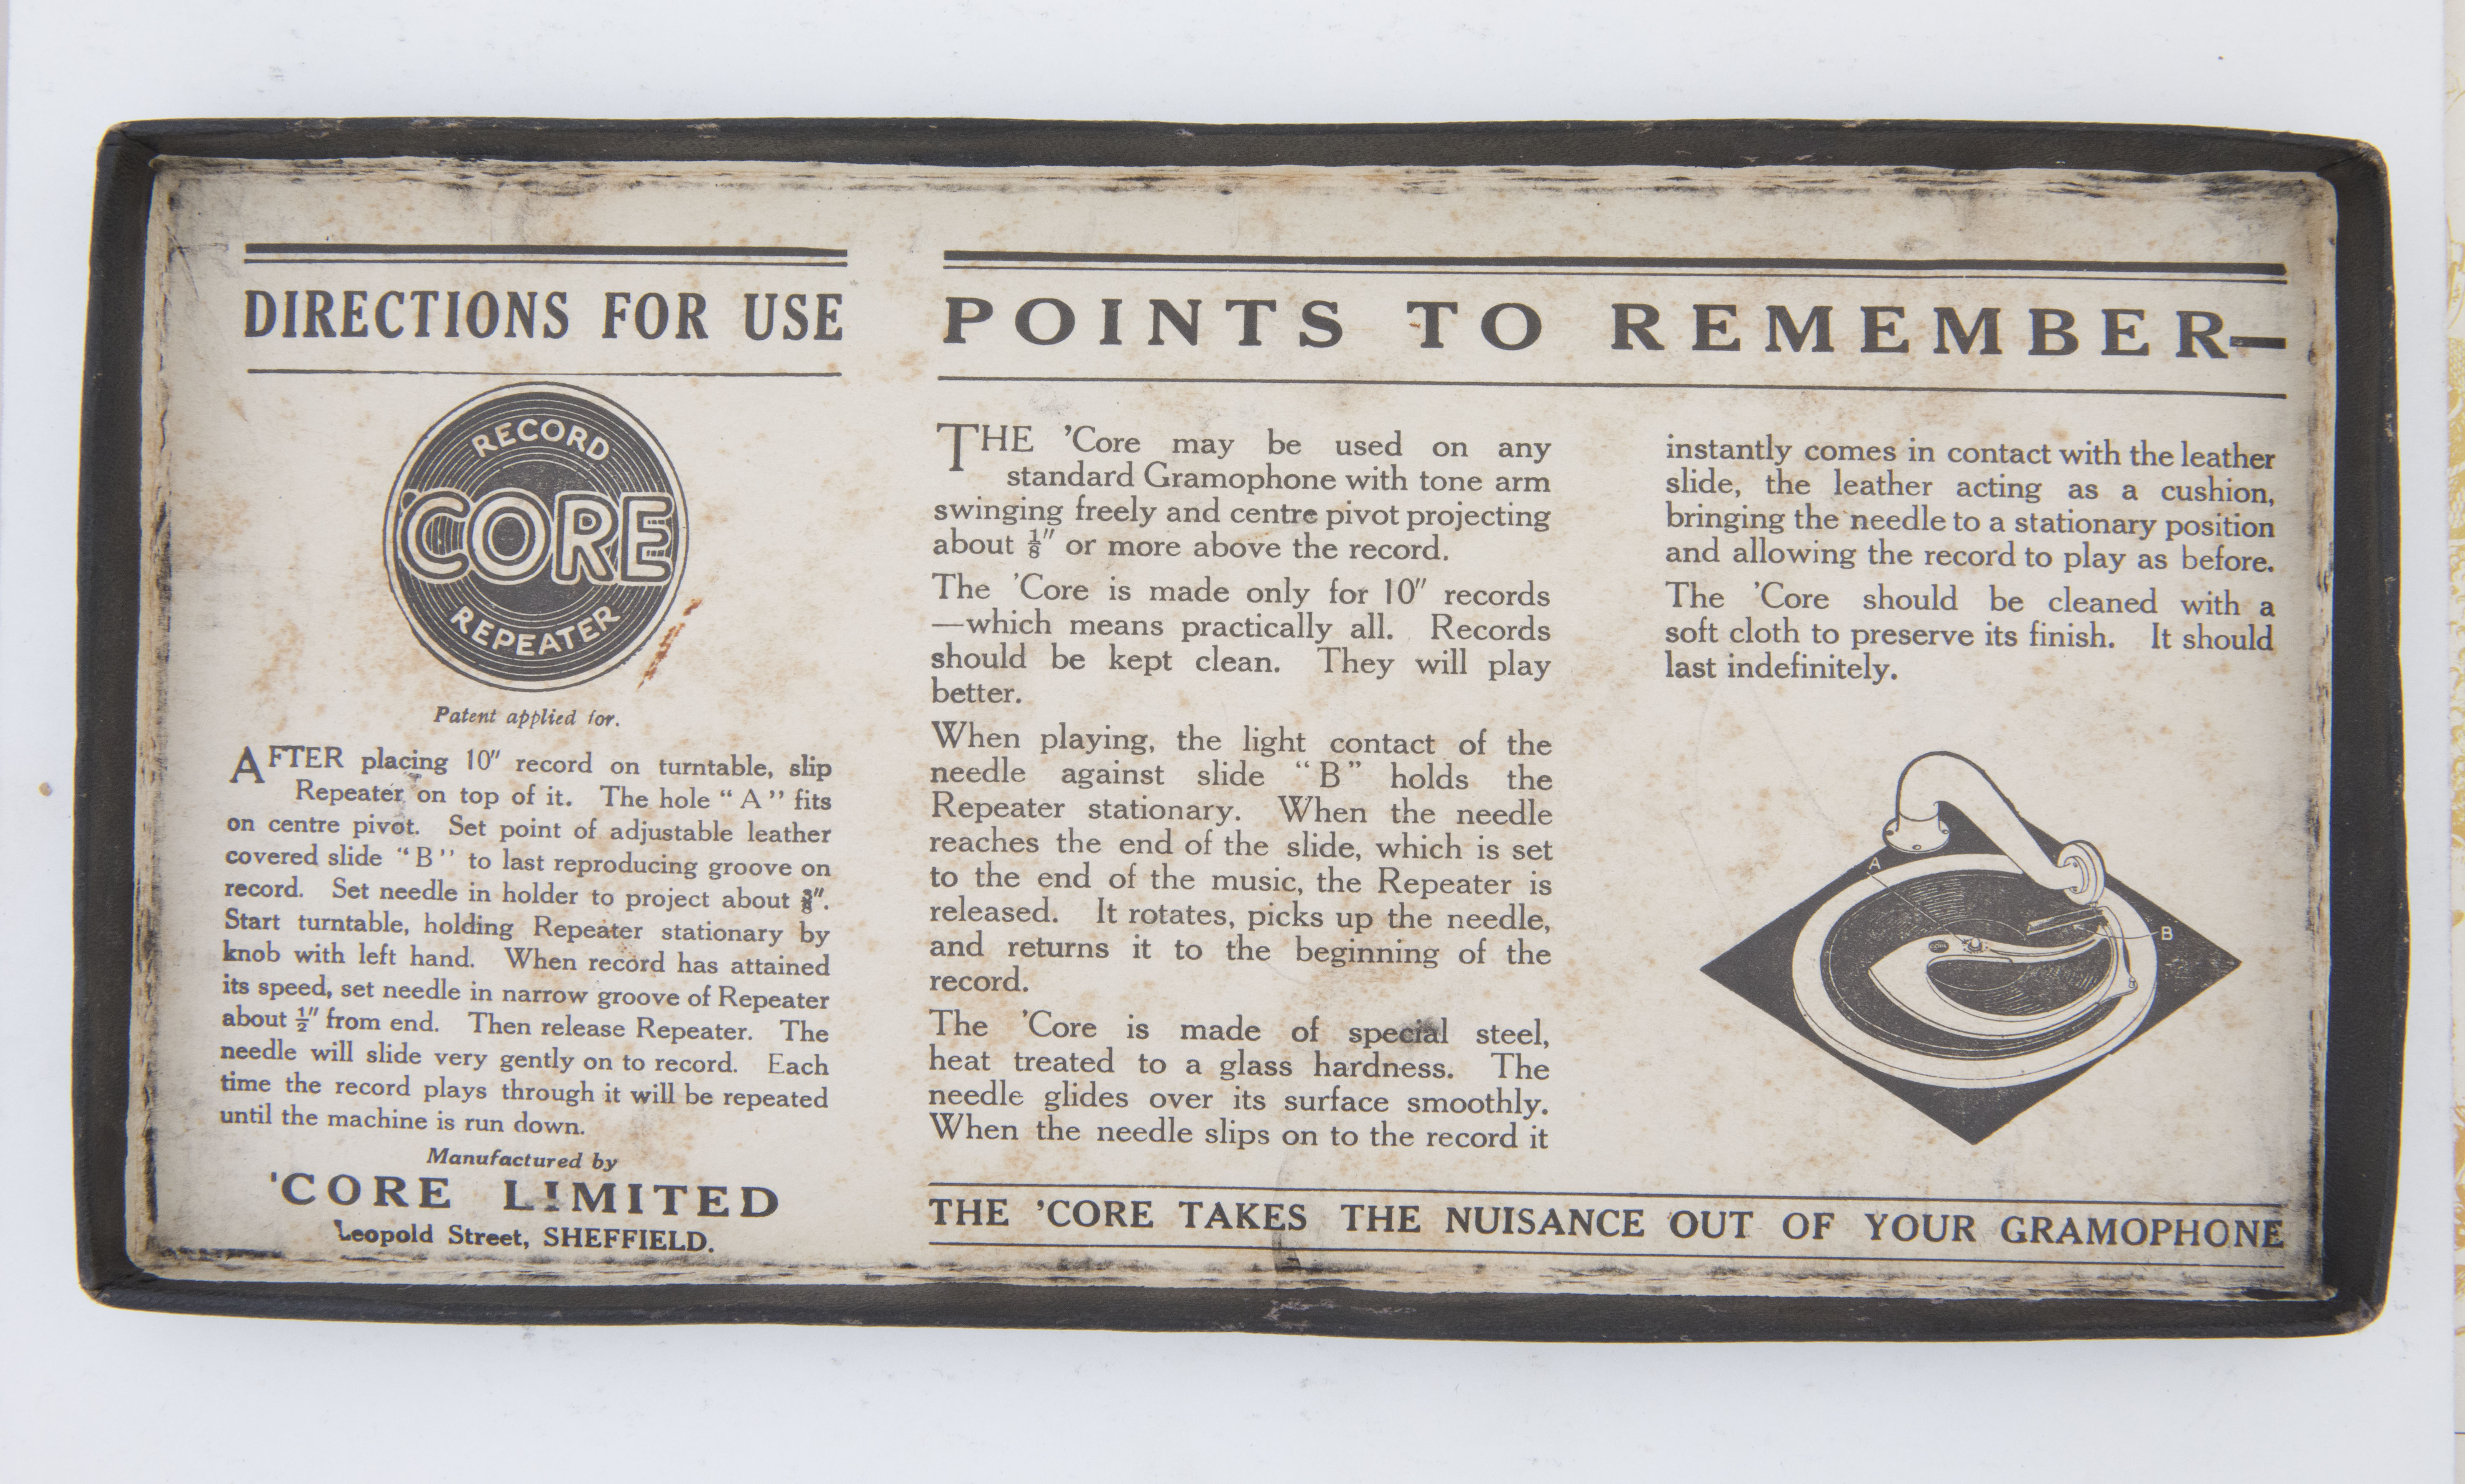 DIRECTIONS FOR USE
RECORD
'CORE
REPEATER
Patent applied for.
AFTER placing 10" record on turntable, slip
Repeater on top of it. The hole "A" fits
on centre pivot. Set point of adjustable leather
covered slide "B" to last reproducing groove on
record. Set needle in holder to project about ⅜".
Start turntable, holding Repeater stationary by
knob with left hand. When record has attained
its speed, set needle in narrow groove of Repeater
about ½" from end. Then release Repeater. The
needle will slide very gently on to record. Each
time the record plays through it will be repeated
until the machine is run down.
Manufactured by
'CORE LIMITED
Leopold Street, SHEFFIELD.
POINTS TO REMEMBER—
THE 'Core may be used on any
standard Gramophone with tone arm
swinging freely and centre pivot projecting
about ⅛" or more above the record.
The 'Core is made only for 10" records
—which means practically all. Records
should be kept clean. They will play
better.
When playing, the light contact of the
needle against slide "B" holds the
Repeater stationary. When the needle
reaches the end of the slide, which is set
to the end of the music, the Repeater is
released. It rotates, picks up the needle,
and returns it to the beginning of the
record.
The 'Core is made of special steel,
heat treated to a glass hardness. The
needle glides over its surface smoothly.
When the needle slips on to the record it
instantly comes in contact with the leather
slide, the leather acting as a cushion,
bringing the needle to a stationary position
and allowing the record to play as before.
The 'Core should be cleaned with a
soft cloth to preserve its finish. It should
last indefinitely.
A
B
THE 'CORE TAKES THE NUISANCE OUT OF YOUR GRAMOPHONE